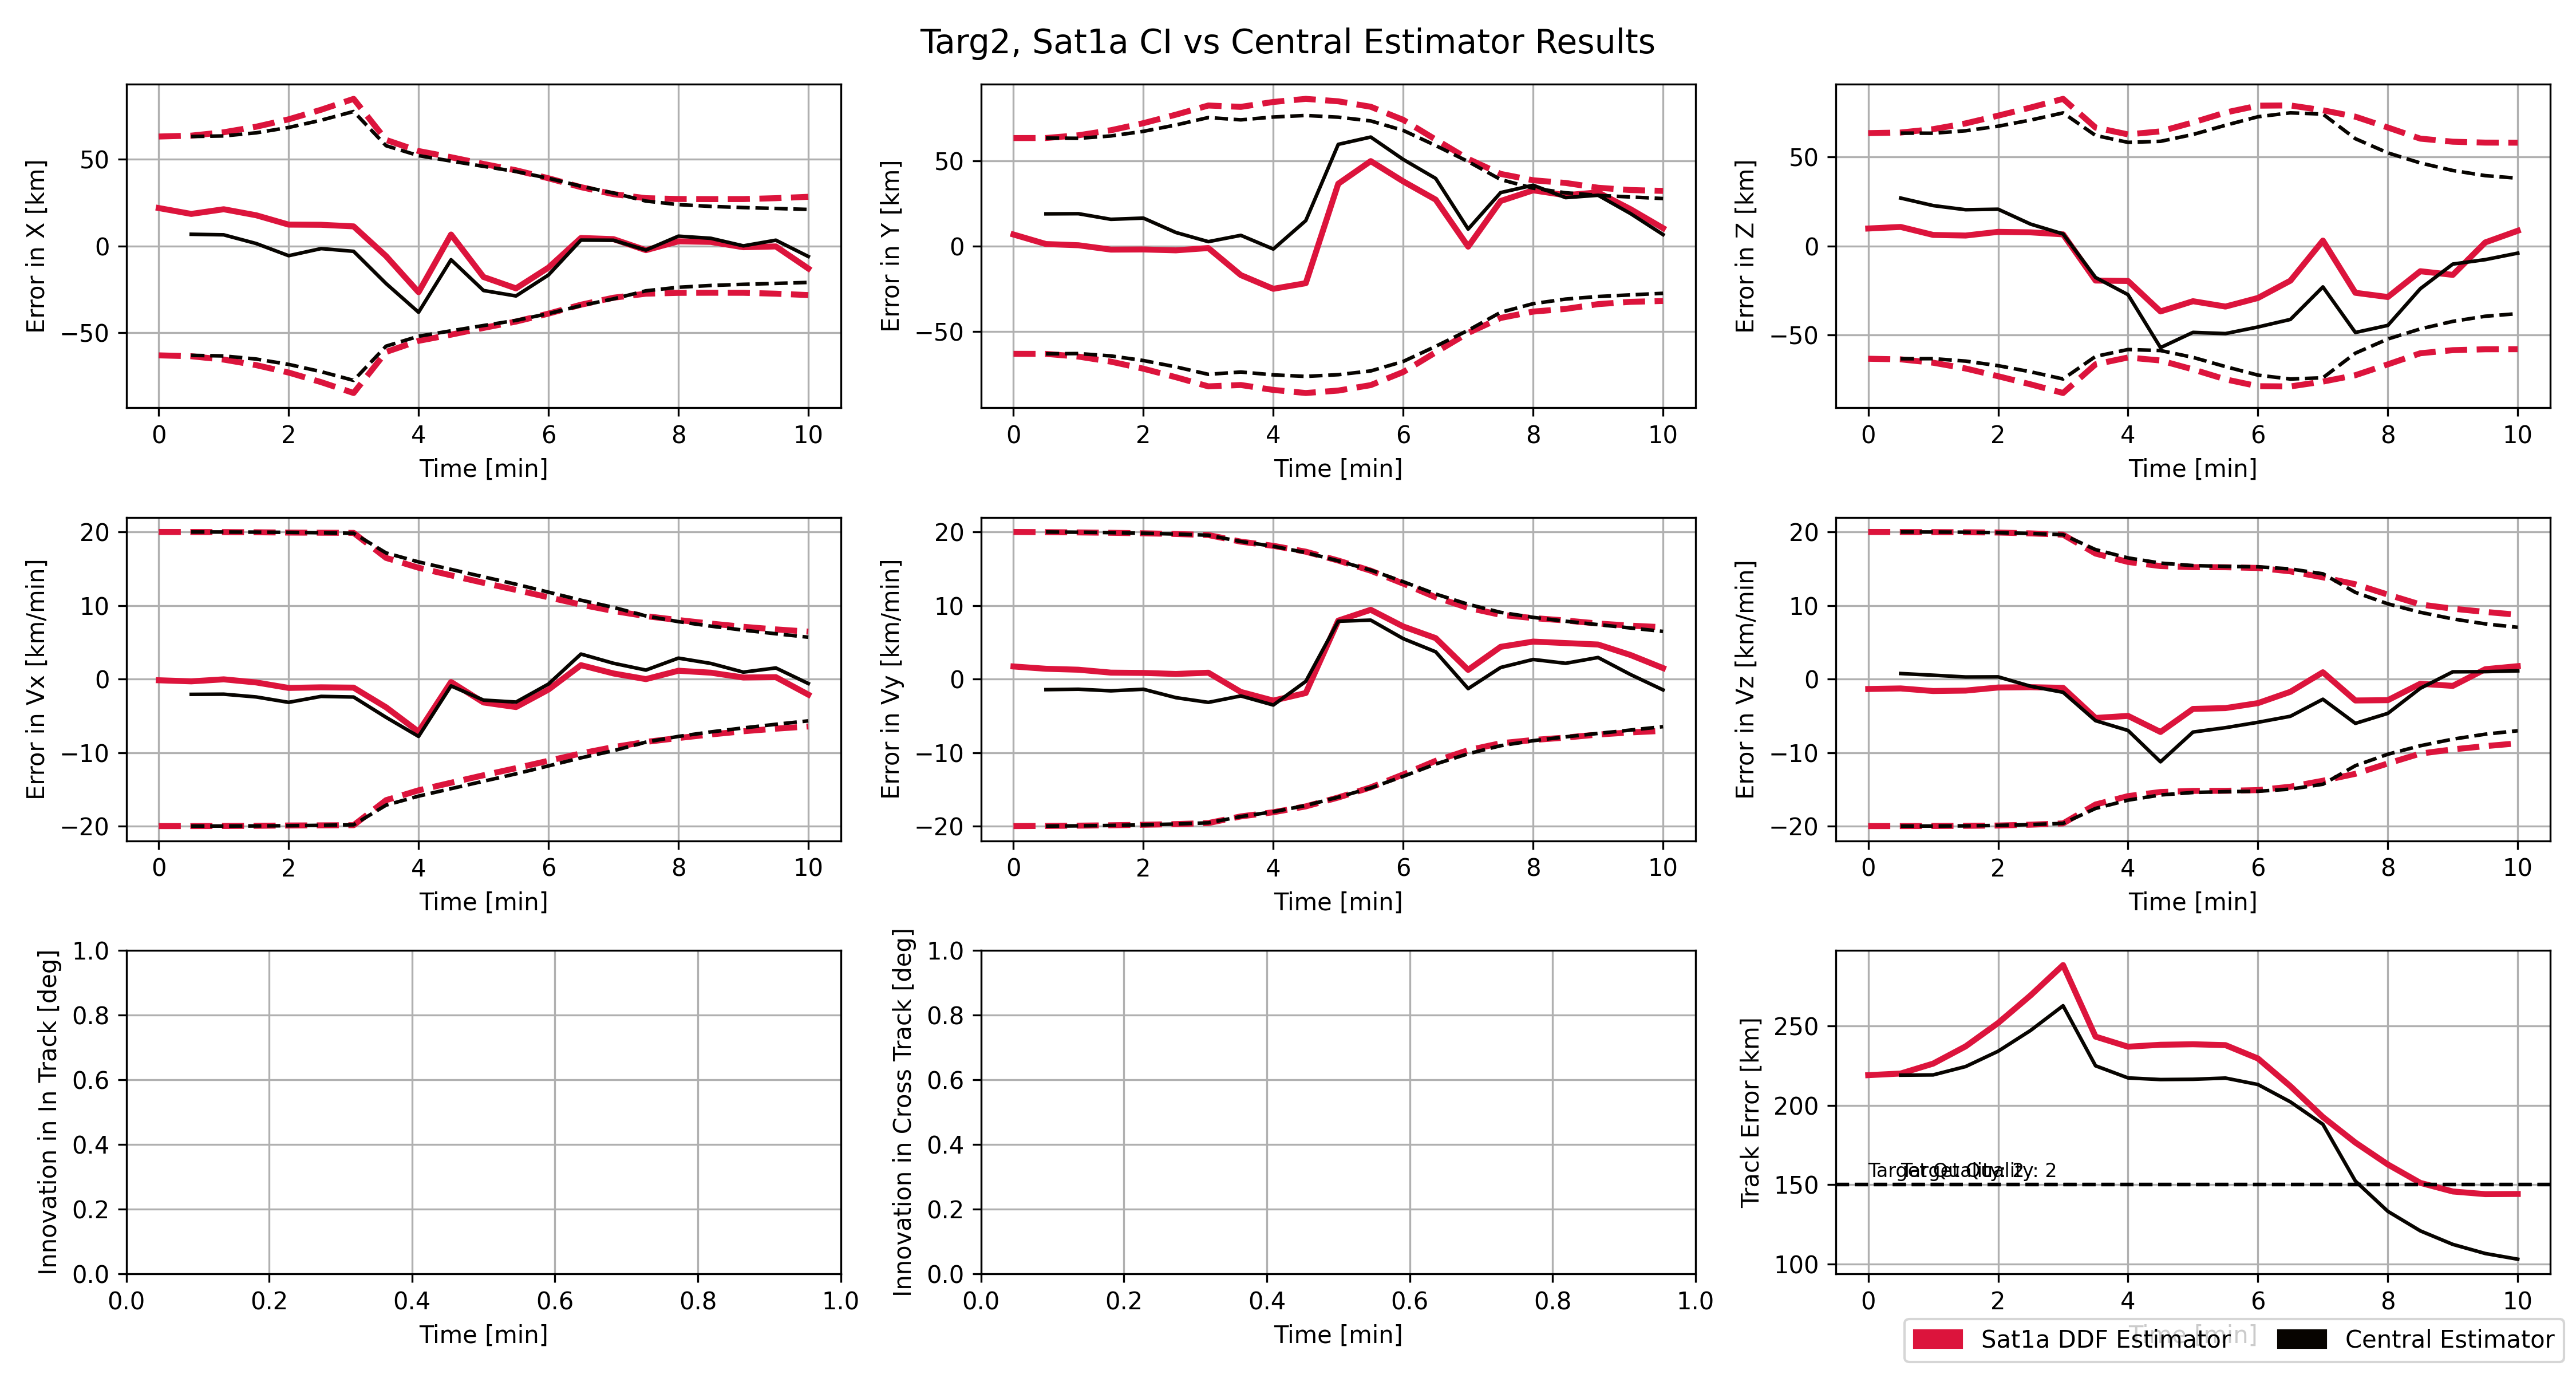 Targ2, Sat1a CI vs Central Estimator Results
Error in X [km]
50
0
−50
0 2 4 6 8 10
Time [min]
Error in Y [km]
50
0
−50
0 2 4 6 8 10
Time [min]
Error in Z [km]
50
0
−50
0 2 4 6 8 10
Time [min]
Error in Vx [km/min]
20
10
0
−10
−20
0 2 4 6 8 10
Time [min]
Error in Vy [km/min]
20
10
0
−10
−20
0 2 4 6 8 10
Time [min]
Error in Vz [km/min]
20
10
0
−10
−20
0 2 4 6 8 10
Time [min]
Innovation in In Track [deg]
1.0
0.8
0.6
0.4
0.2
0.0
0.0 0.2 0.4 0.6 0.8 1.0
Time [min]
Innovation in Cross Track [deg]
1.0
0.8
0.6
0.4
0.2
0.0
0.0 0.2 0.4 0.6 0.8 1.0
Time [min]
Track Error [km]
250
200
150
100
Target Quality: 2
Target Quality: 2
0 2 4 6 8 10
Time [min]
Sat1a DDF Estimator
Central Estimator